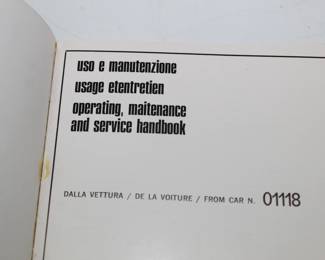 uso e manutenzione
usage etentretien
operating, maitenance
and service handbook
DALLA VETTURA / DE LA VOITURE / FROM CAR N. 01118